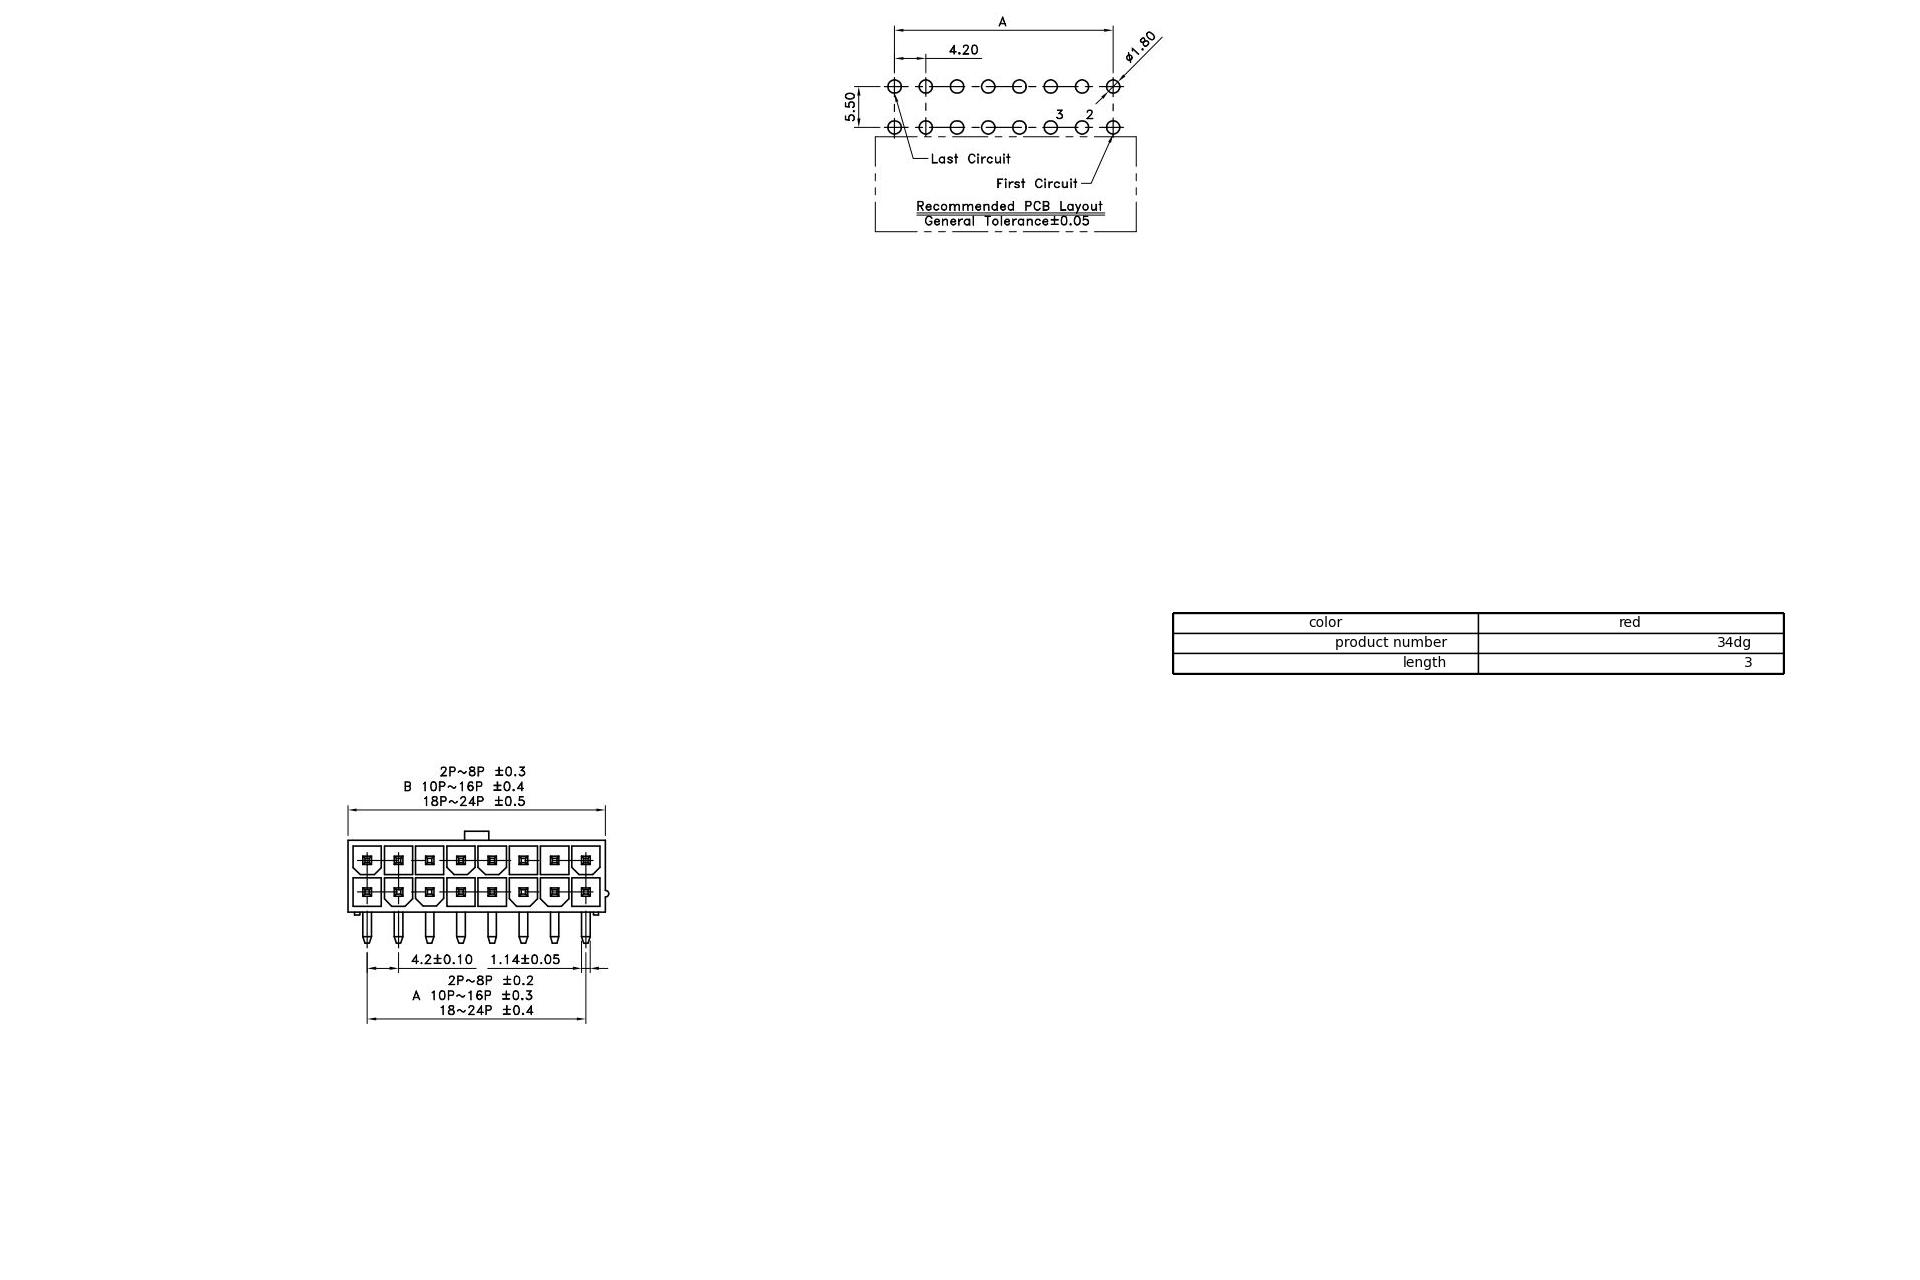 A
4.20
ø1.80
5.50
3 2
Last Circuit
First Circuit
Recommended PCB Layout
General Tolerance±0.05
color red
product number 34dg
length 3
2P~8P ±0.3
B 10P~16P ±0.4
18P~24P ±0.5
4.2±0.10 1.14±0.05
2P~8P ±0.2
A 10P~16P ±0.3
18~24P ±0.4